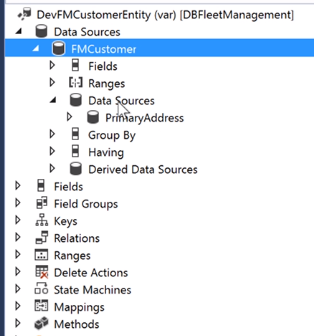 DevFMCustomerEntity (var) [DBFleetManagement]
Data Sources
FMCustomer
Fields
Ranges
Data Sources
PrimaryAddress
Group By
Having
Derived Data Sources
Fields
Field Groups
Keys
Relations
Ranges
Delete Actions
State Machines
Mappings
Methods